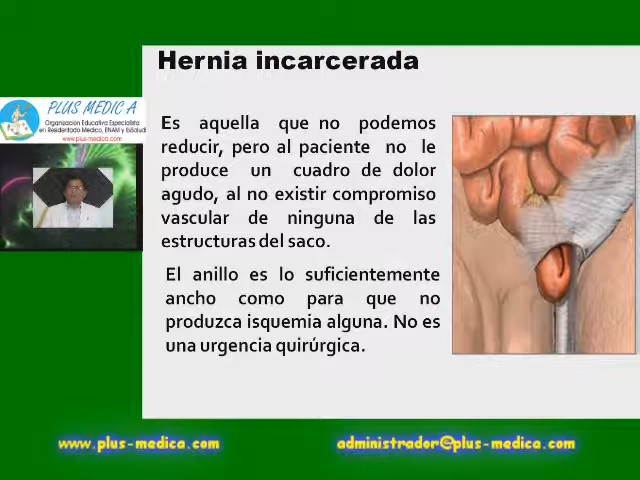 Hernia incarcerada
PLUS MEDIC A
Organización Educativa Especialista
en Residentado Medico, ENAM y EsSalud
www.plus-medica.com
Es aquella que no podemos
reducir, pero al paciente no le
produce un cuadro de dolor
agudo, al no existir compromiso
vascular de ninguna de las
estructuras del saco.
El anillo es lo suficientemente
ancho como para que no
produzca isquemia alguna. No es
una urgencia quirúrgica.
www.plus-medica.com
administrador@plus-medica.com